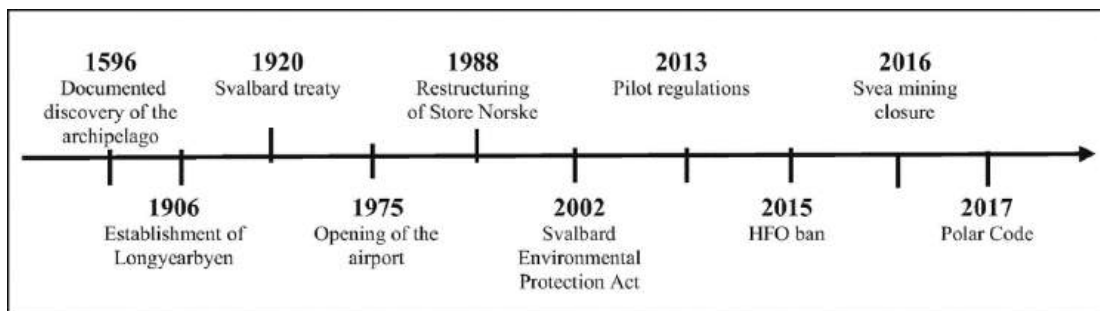 1596
Documented
discovery of the
archipelago
1906
Establishment of
Longyearbyen
1920
Svalbard treaty
1975
Opening of the
airport
1988
Restructuring
of Store Norske
2002
Svalbard
Environmental
Protection Act
2013
Pilot regulations
2015
HFO ban
2016
Svea mining
closure
2017
Polar Code